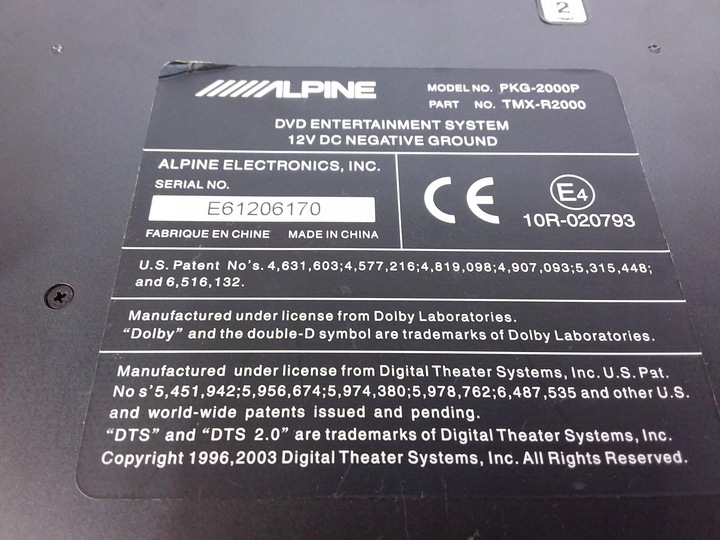 2
ALPINE
MODEL NO. PKG-2000P
PART NO. TMX-R2000
DVD ENTERTAINMENT SYSTEM
12V DC NEGATIVE GROUND
ALPINE ELECTRONICS, INC.
SERIAL NO.
E61206170
FABRIQUE EN CHINE MADE IN CHINA
CE
E4
10R-020793
U.S. Patent No's. 4,631,603;4,577,216;4,819,098;4,907,093;5,315,448;
and 6,516,132.
Manufactured under license from Dolby Laboratories.
“Dolby” and the double-D symbol are trademarks of Dolby Laboratories.
Manufactured under license from Digital Theater Systems, Inc. U.S. Pat.
No s'5,451,942;5,956,674;5,974,380;5,978,762;6,487,535 and other U.S.
and world-wide patents issued and pending.
“DTS” and “DTS 2.0” are trademarks of Digital Theater Systems, Inc.
Copyright 1996,2003 Digital Theater Systems, Inc. All Rights Reserved.